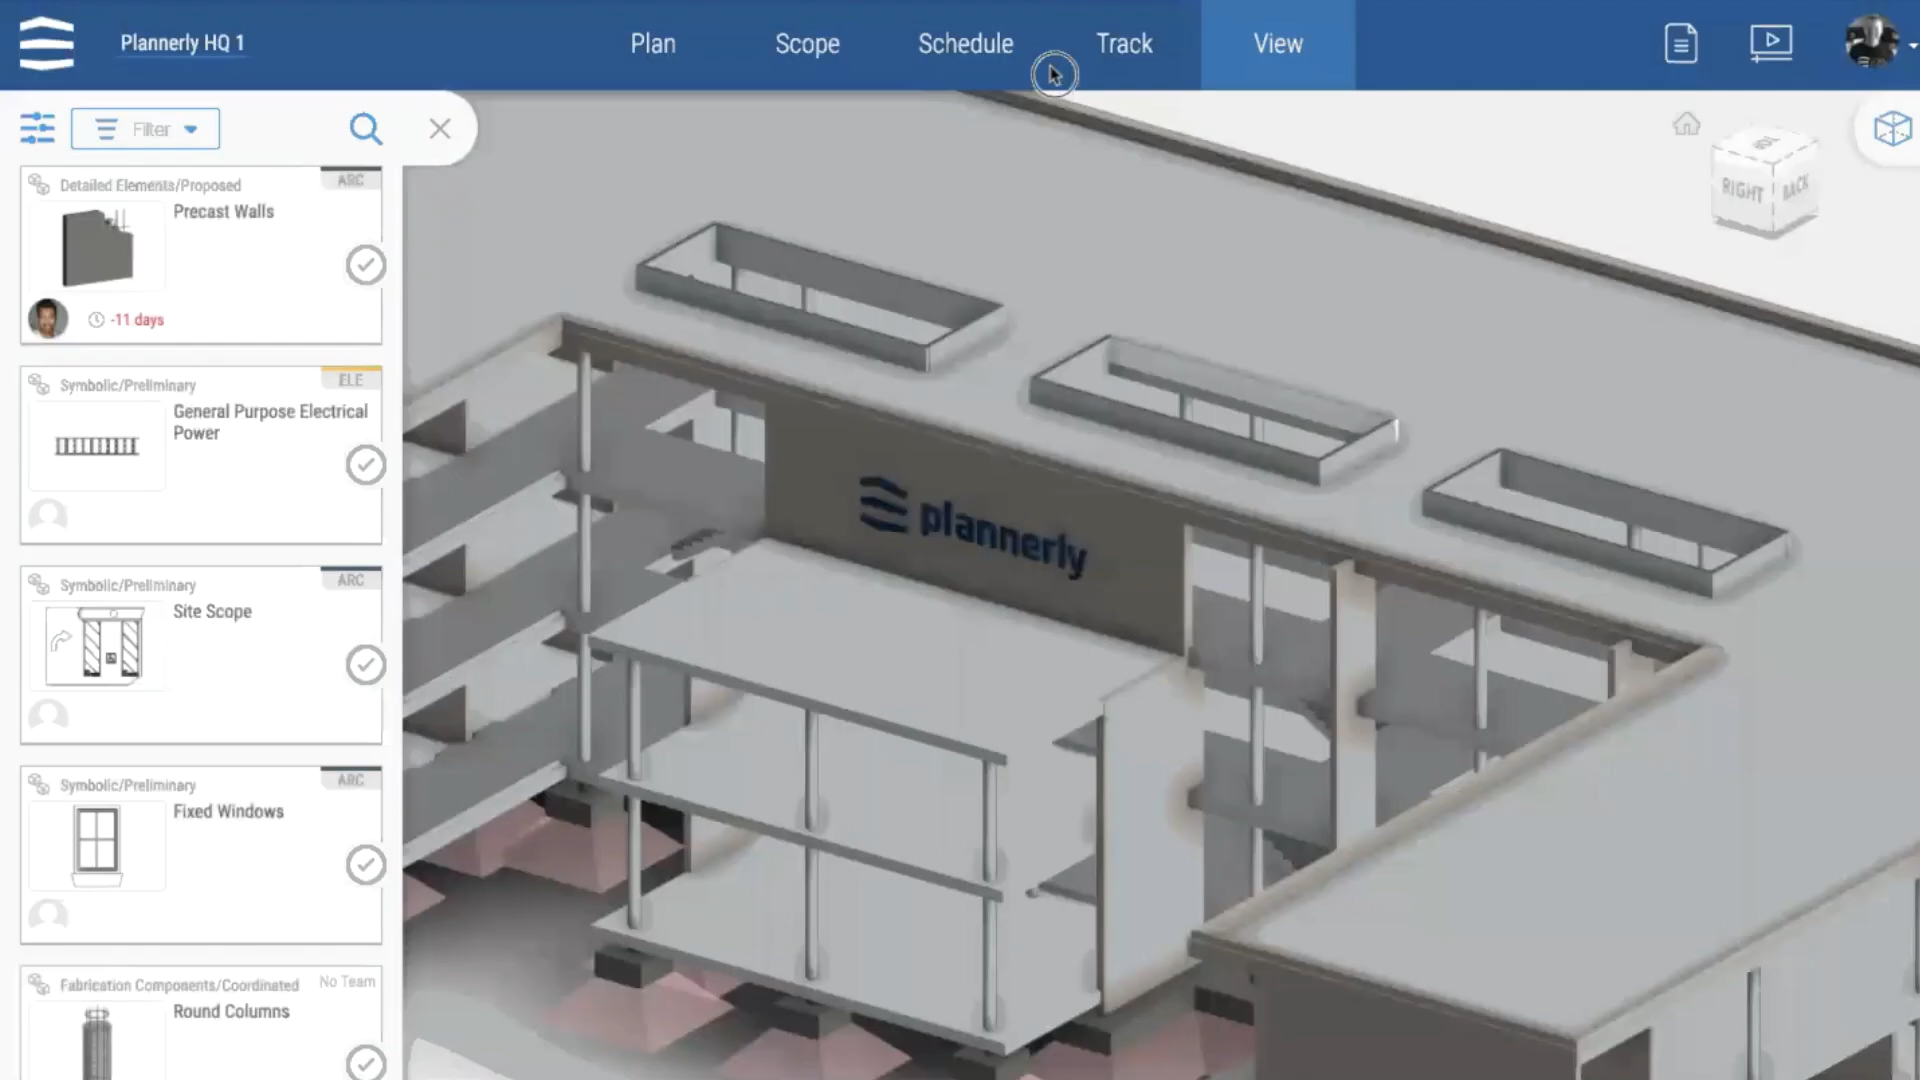 Plannerly HQ 1
Plan
Scope
Schedule
Track
View
Filter
Detailed Elements/Proposed
ARC
Precast Walls
-11 days
Symbolic/Preliminary
ELE
General Purpose Electrical
Power
Symbolic/Preliminary
ARC
Site Scope
Symbolic/Preliminary
ARC
Fixed Windows
Fabrication Components/Coordinated
No Team
Round Columns
plannerly
TOP
RIGHT
BACK